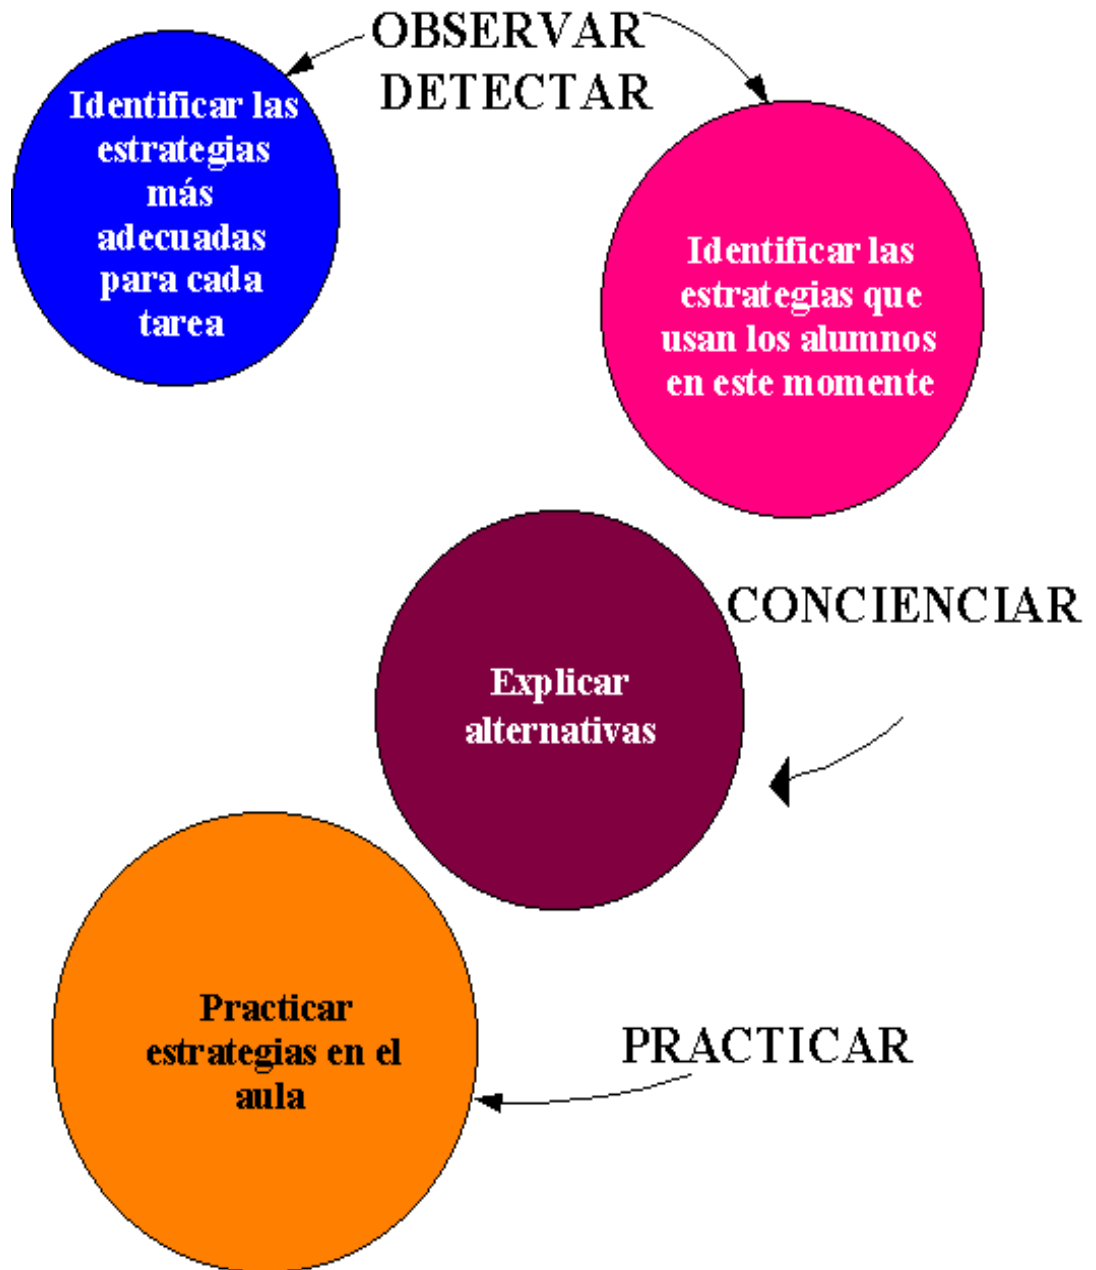 OBSERVAR
DETECTAR
Identificar las
estrategias
más
adecuadas
para cada
tarea
Identificar las
estrategias que
usan los alumnos
en este momente
CONCIENCIAR
Explicar
alternativas
Practicar
estrategias en el
aula
PRACTICAR